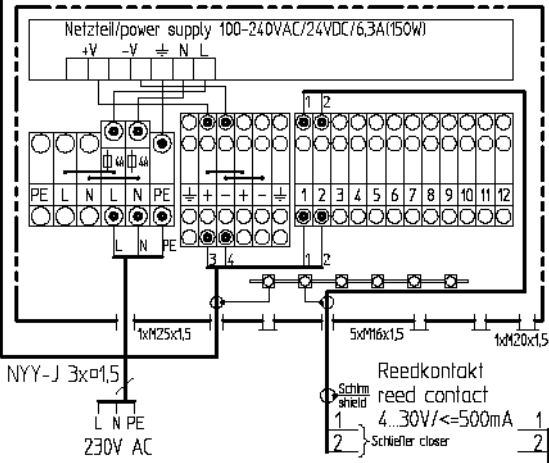 Netzteil/power supply 100-240VAC/24VDC/6,3A(150W)
+V -V N L
1 2
4A 4A
PE L N L N PE + - + - 1 2 3 4 5 6 7 8 9 10 11 12
L N PE
3 4 1 2
1xM25x1,5 5xM16x1,5 1xM20x1,5
NYY-J 3x¤1,5
Reedkontakt
Schirm reed contact
shield 4...30V/<=500mA
L N PE
230V AC
1 1
2 Schließer closer 2